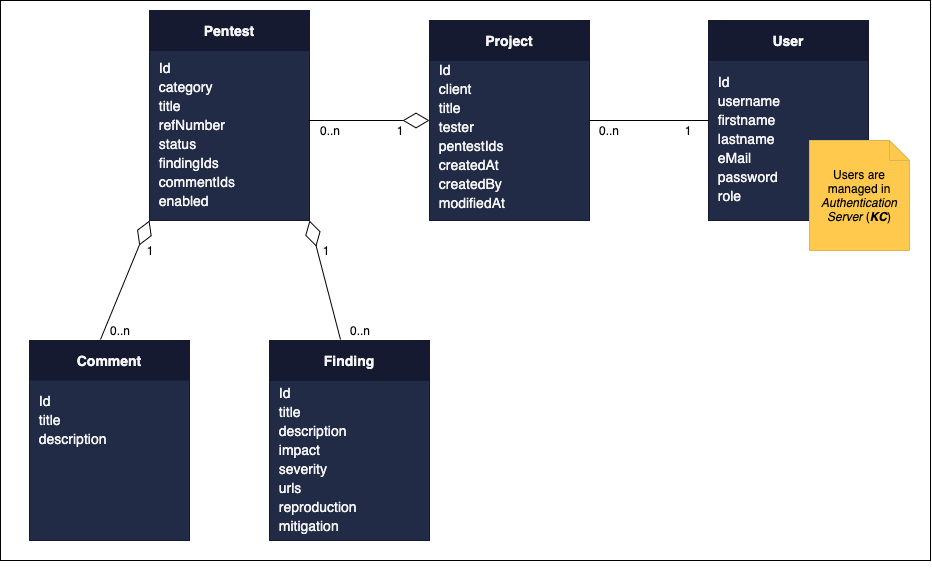 Pentest
Id
category
title
refNumber
status
findingIds
commentIds
enabled
0..n
1
Project
Id
client
title
tester
pentestIds
createdAt
createdBy
modifiedAt
0..n
1
User
Id
username
firstname
lastname
eMail
password
role
Users are
managed in
Authentication
Server (KC)
1
0..n
1
0..n
Comment
Id
title
description
Finding
Id
title
description
impact
severity
urls
reproduction
mitigation